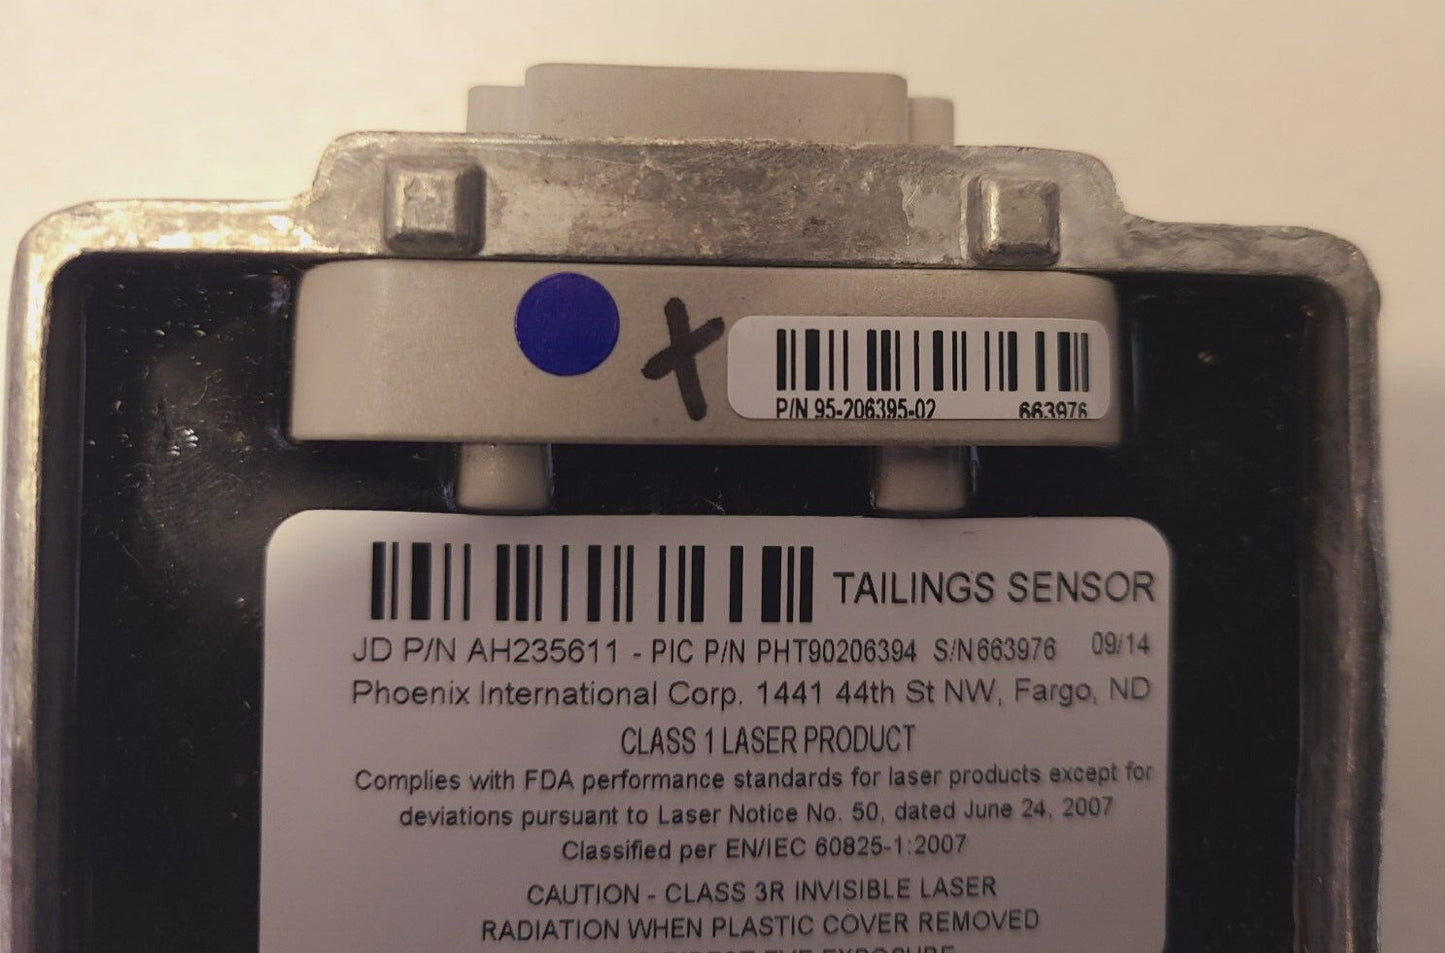 X
P/N 95-206395-02 663976
TAILINGS SENSOR
JD P/N AH235611 - PIC P/N PHT90206394 S/N663976 09/14
Phoenix International Corp. 1441 44th St NW, Fargo, ND
CLASS 1 LASER PRODUCT
Complies with FDA performance standards for laser products except for
deviations pursuant to Laser Notice No. 50, dated June 24, 2007
Classified per EN/IEC 60825-1:2007
CAUTION - CLASS 3R INVISIBLE LASER
RADIATION WHEN PLASTIC COVER REMOVED
EYE EXPOSURE